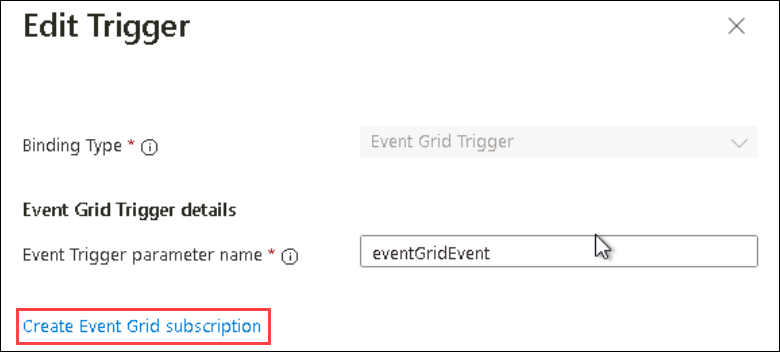 Edit Trigger
Binding Type *
Event Grid Trigger
Event Grid Trigger details
Event Trigger parameter name *
eventGridEvent
Create Event Grid subscription